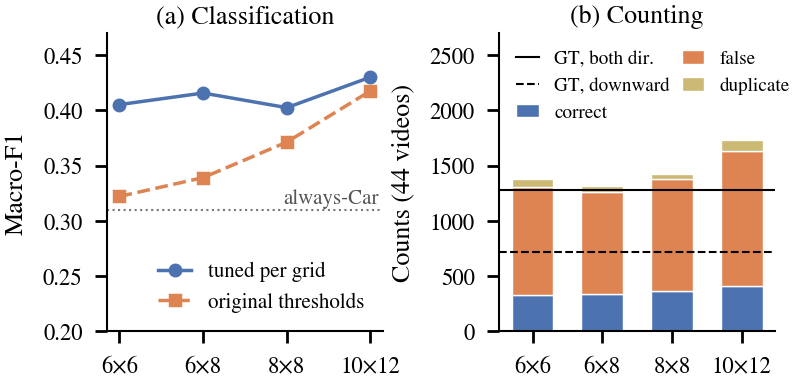 (a) Classification
Macro-F1
0.45
0.40
0.35
0.30
0.25
0.20
always-Car
tuned per grid
original thresholds
6×6
6×8
8×8
10×12
(b) Counting
Counts (44 videos)
2500
2000
1500
1000
500
0
GT, both dir.
GT, downward
correct
false
duplicate
6×6
6×8
8×8
10×12